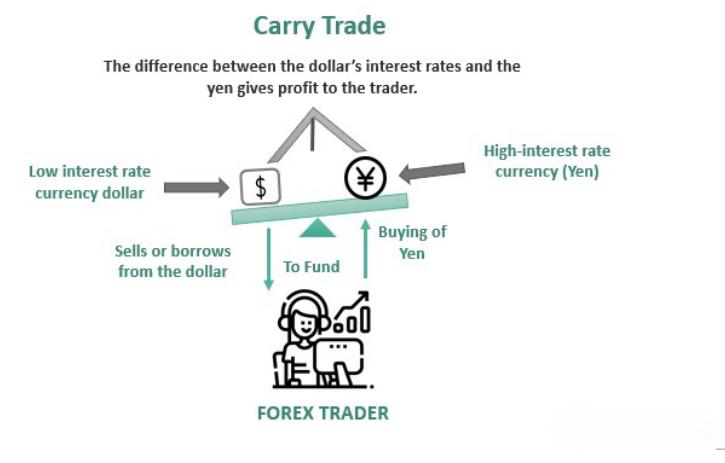 Carry Trade
The difference between the dollar's interest rates and the
yen gives profit to the trader.
Low interest rate
currency dollar
$
¥
High-interest rate
currency (Yen)
Sells or borrows
from the dollar
To Fund
Buying of
Yen
FOREX TRADER